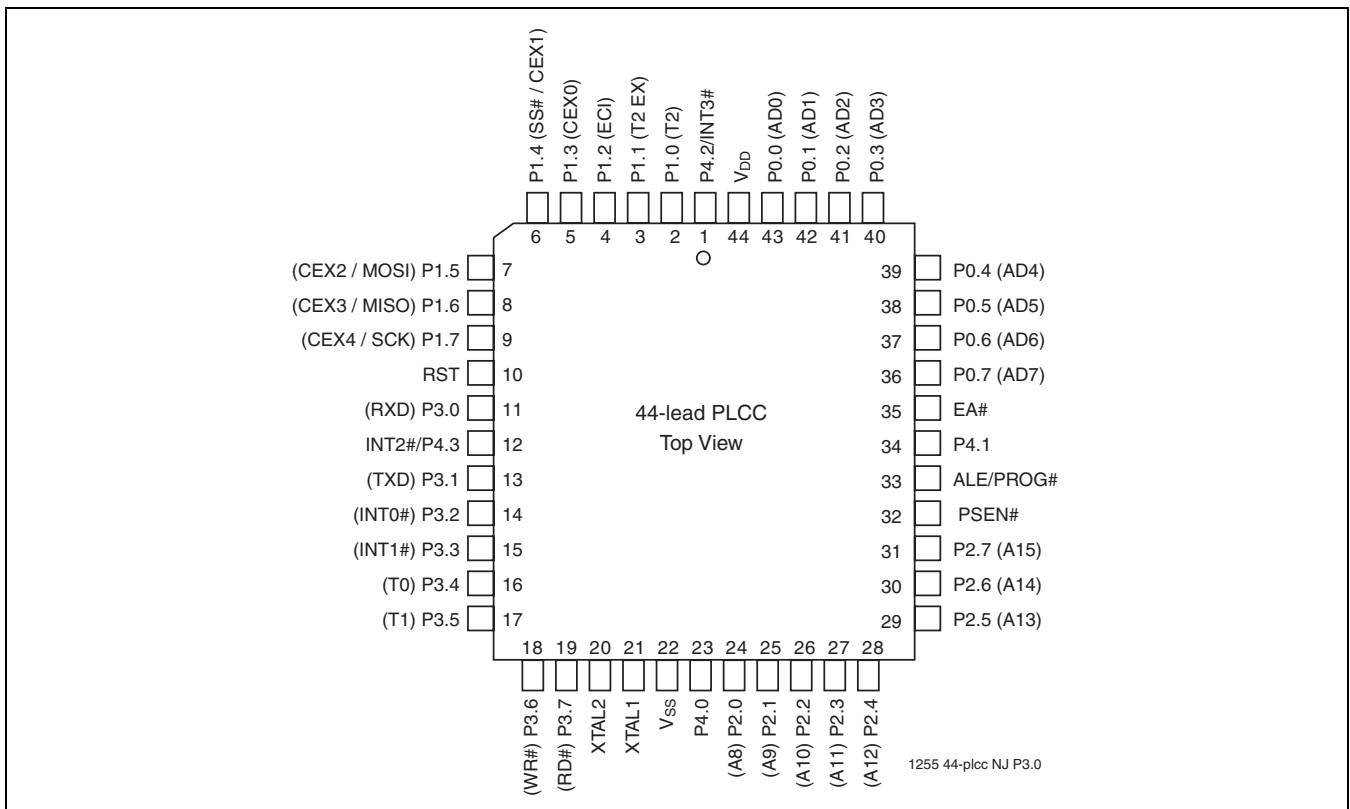 P1.4 (SS# / CEX1)
P1.3 (CEX0)
P1.2 (ECI)
P1.1 (T2 EX)
P1.0 (T2)
P4.2/INT3#
VDD
P0.0 (AD0)
P0.1 (AD1)
P0.2 (AD2)
P0.3 (AD3)
6 5 4 3 2 1 44 43 42 41 40
(CEX2 / MOSI) P1.5 7
(CEX3 / MISO) P1.6 8
(CEX4 / SCK) P1.7 9
RST 10
(RXD) P3.0 11
INT2#/P4.3 12
(TXD) P3.1 13
(INT0#) P3.2 14
(INT1#) P3.3 15
(T0) P3.4 16
(T1) P3.5 17
44-lead PLCC
Top View
39 P0.4 (AD4)
38 P0.5 (AD5)
37 P0.6 (AD6)
36 P0.7 (AD7)
35 EA#
34 P4.1
33 ALE/PROG#
32 PSEN#
31 P2.7 (A15)
30 P2.6 (A14)
29 P2.5 (A13)
18 19 20 21 22 23 24 25 26 27 28
(WR#) P3.6
(RD#) P3.7
XTAL2
XTAL1
VSS
P4.0
(A8) P2.0
(A9) P2.1
(A10) P2.2
(A11) P2.3
(A12) P2.4
1255 44-plcc NJ P3.0